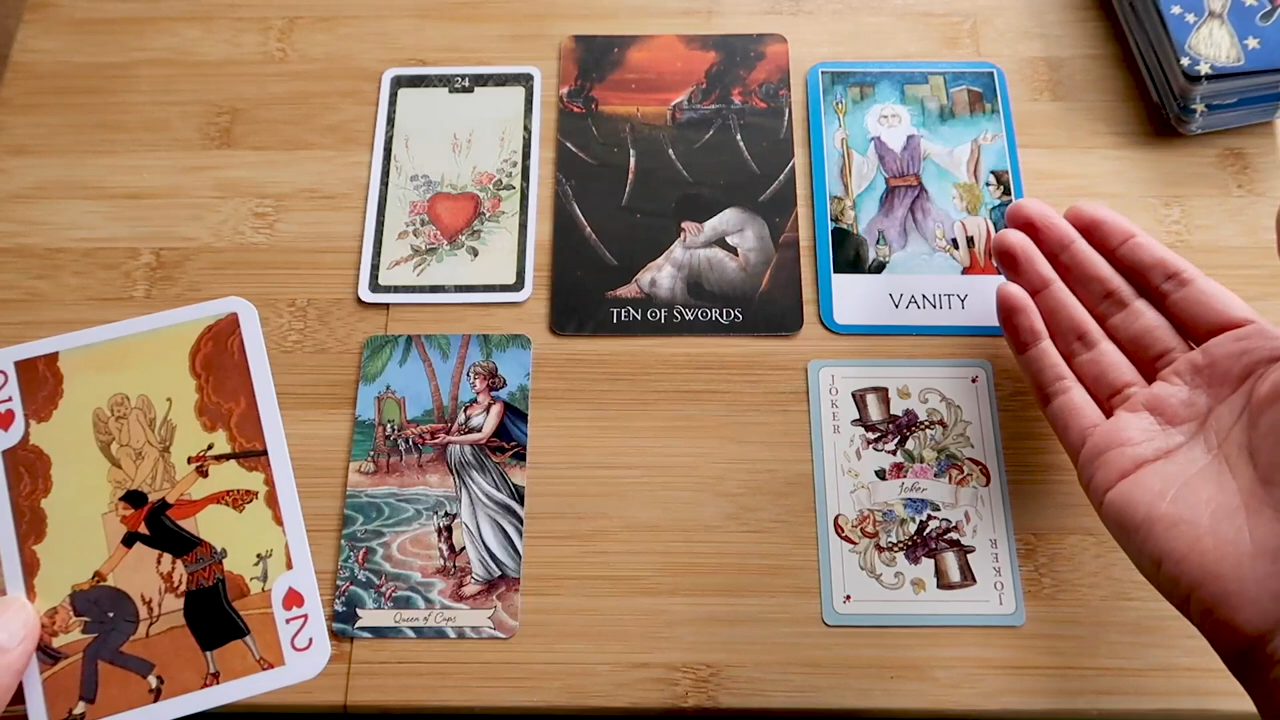 24
TEN OF SWORDS
VANITY
2
2
Queen of Cups
JOKER
Joker
JOKER